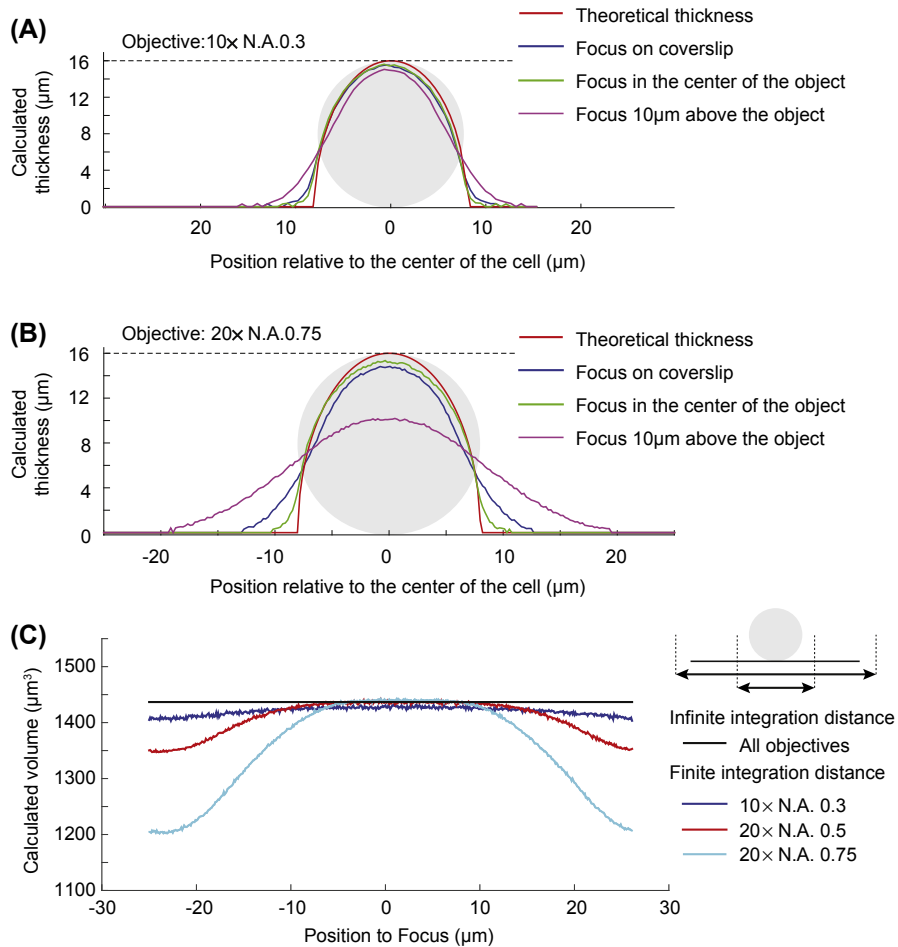 (A)
Objective:10× N.A.0.3
Theoretical thickness
Focus on coverslip
Focus in the center of the object
Focus 10μm above the object
Calculated
thickness (μm)
16
12
8
4
0
20 10 0 10 20
Position relative to the center of the cell (μm)
(B)
Objective: 20× N.A.0.75
Theoretical thickness
Focus on coverslip
Focus in the center of the object
Focus 10μm above the object
Calculated
thickness (μm)
16
12
8
4
0
-20 -10 0 10 20
Position relative to the center of the cell (μm)
(C)
Calculated volume (μm³)
1500
1400
1300
1200
1100
-30 -20 -10 0 10 20 30
Position to Focus (μm)
Infinite integration distance
All objectives
Finite integration distance
10× N.A. 0.3
20× N.A. 0.5
20× N.A. 0.75